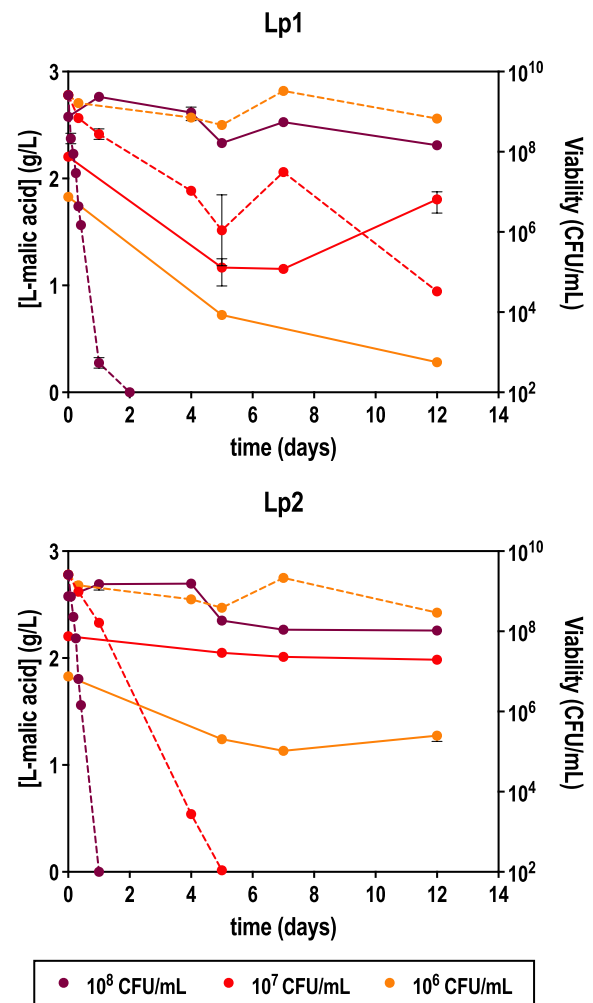 Lp1
3
2
1
0
[L-malic acid] (g/L)
10^10
10^8
10^6
10^4
10^2
Viability (CFU/mL)
0 2 4 6 8 10 12 14
time (days)
Lp2
3
2
1
0
[L-malic acid] (g/L)
10^10
10^8
10^6
10^4
10^2
Viability (CFU/mL)
0 2 4 6 8 10 12 14
time (days)
10^8 CFU/mL 10^7 CFU/mL 10^6 CFU/mL